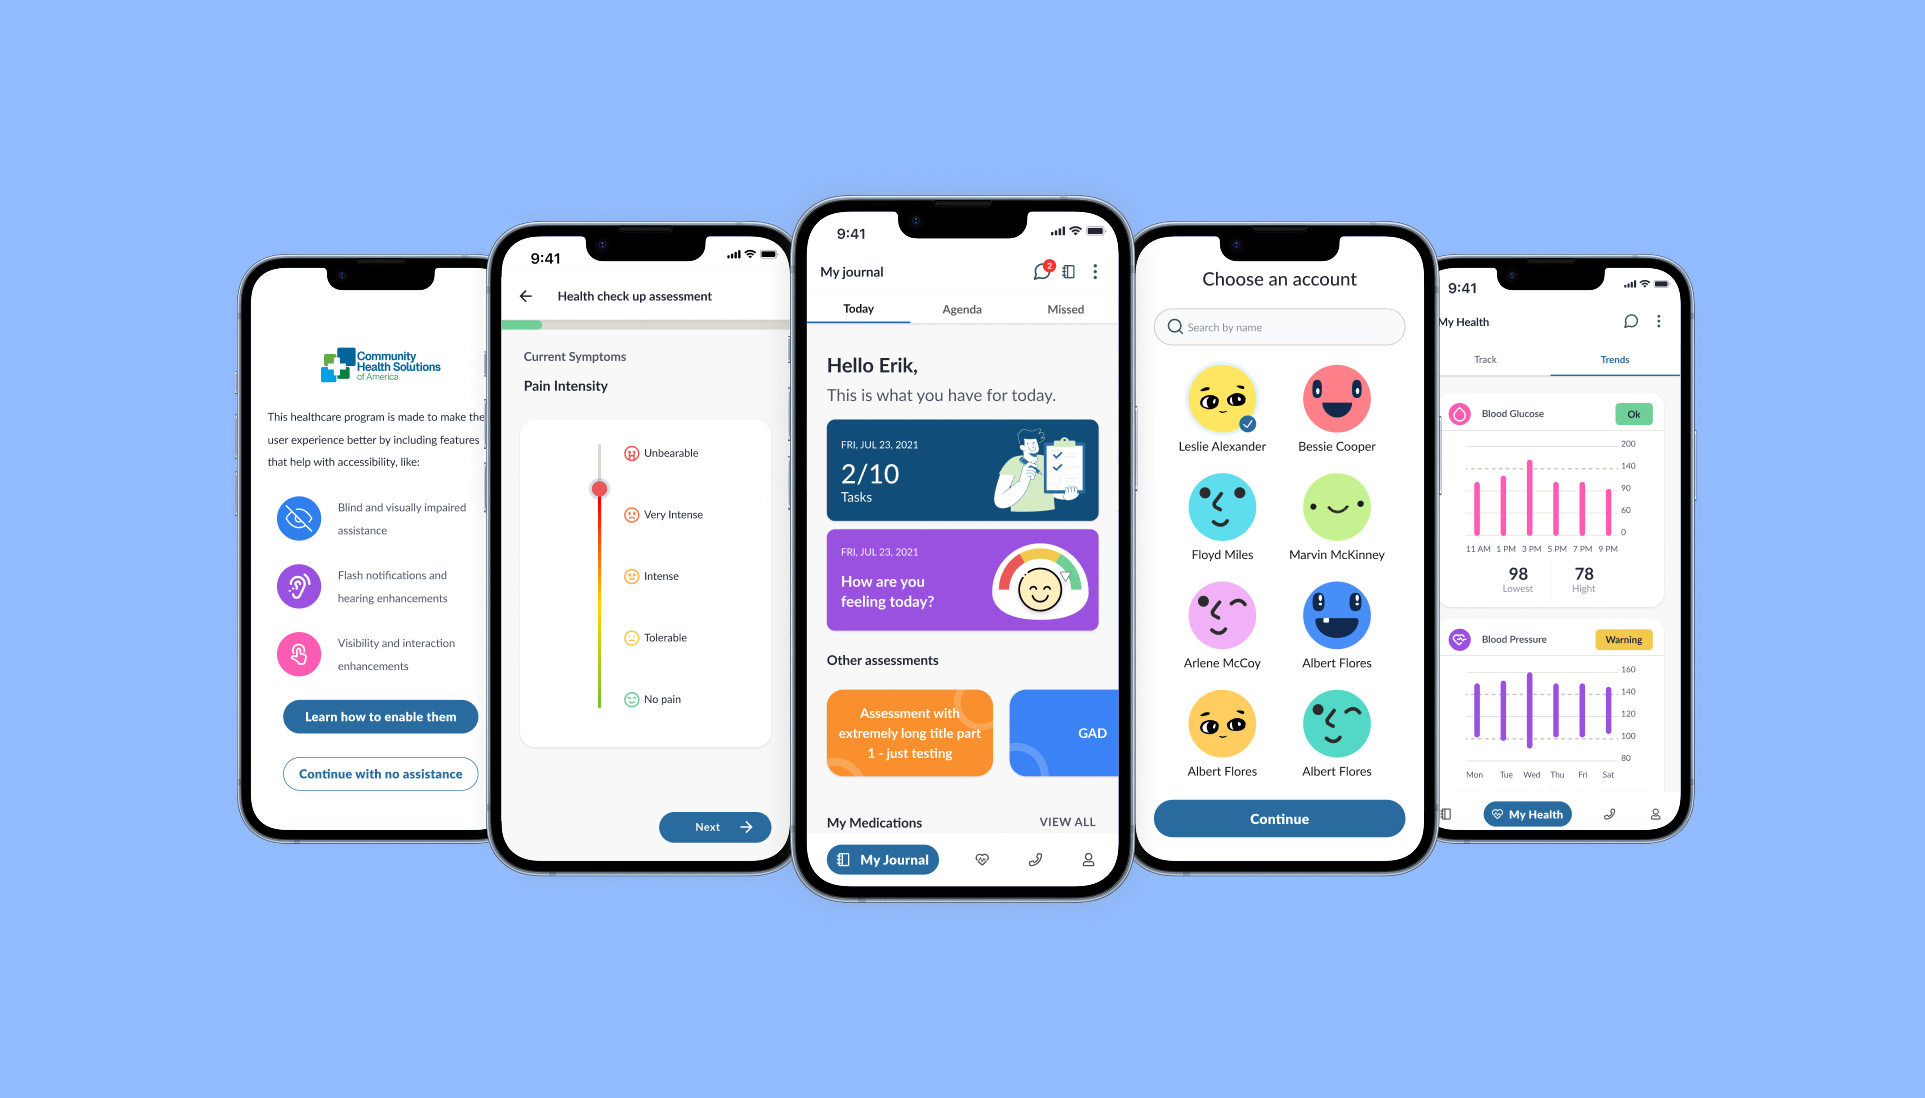 Community
Health Solutions
of America
This healthcare program is made to make the
user experience better by including features
that help with accessibility, like:
Blind and visually impaired
assistance
Flash notifications and
hearing enhancements
Visibility and interaction
enhancements
Learn how to enable them
Continue with no assistance
9:41
Health check up assessment
Current Symptoms
Pain Intensity
Unbearable
Very Intense
Intense
Tolerable
No pain
Next
9:41
My journal
2
Today
Agenda
Missed
Hello Erik,
This is what you have for today.
FRI, JUL 23, 2021
2/10
Tasks
FRI, JUL 23, 2021
How are you
feeling today?
Other assessments
Assessment with
extremely long title part
1 - just testing
GAD
My Medications
VIEW ALL
My Journal
Choose an account
Search by name
Leslie Alexander
Bessie Cooper
Floyd Miles
Marvin McKinney
Arlene McCoy
Albert Flores
Albert Flores
Albert Flores
Continue
9:41
My Health
Track
Trends
Blood Glucose
Ok
200
140
90
60
0
11 AM 1 PM 3 PM 5 PM 7 PM 9 PM
98
Lowest
78
Hight
Blood Pressure
Warning
160
140
120
100
80
Mon Tue Wed Thu Fri Sat
My Health